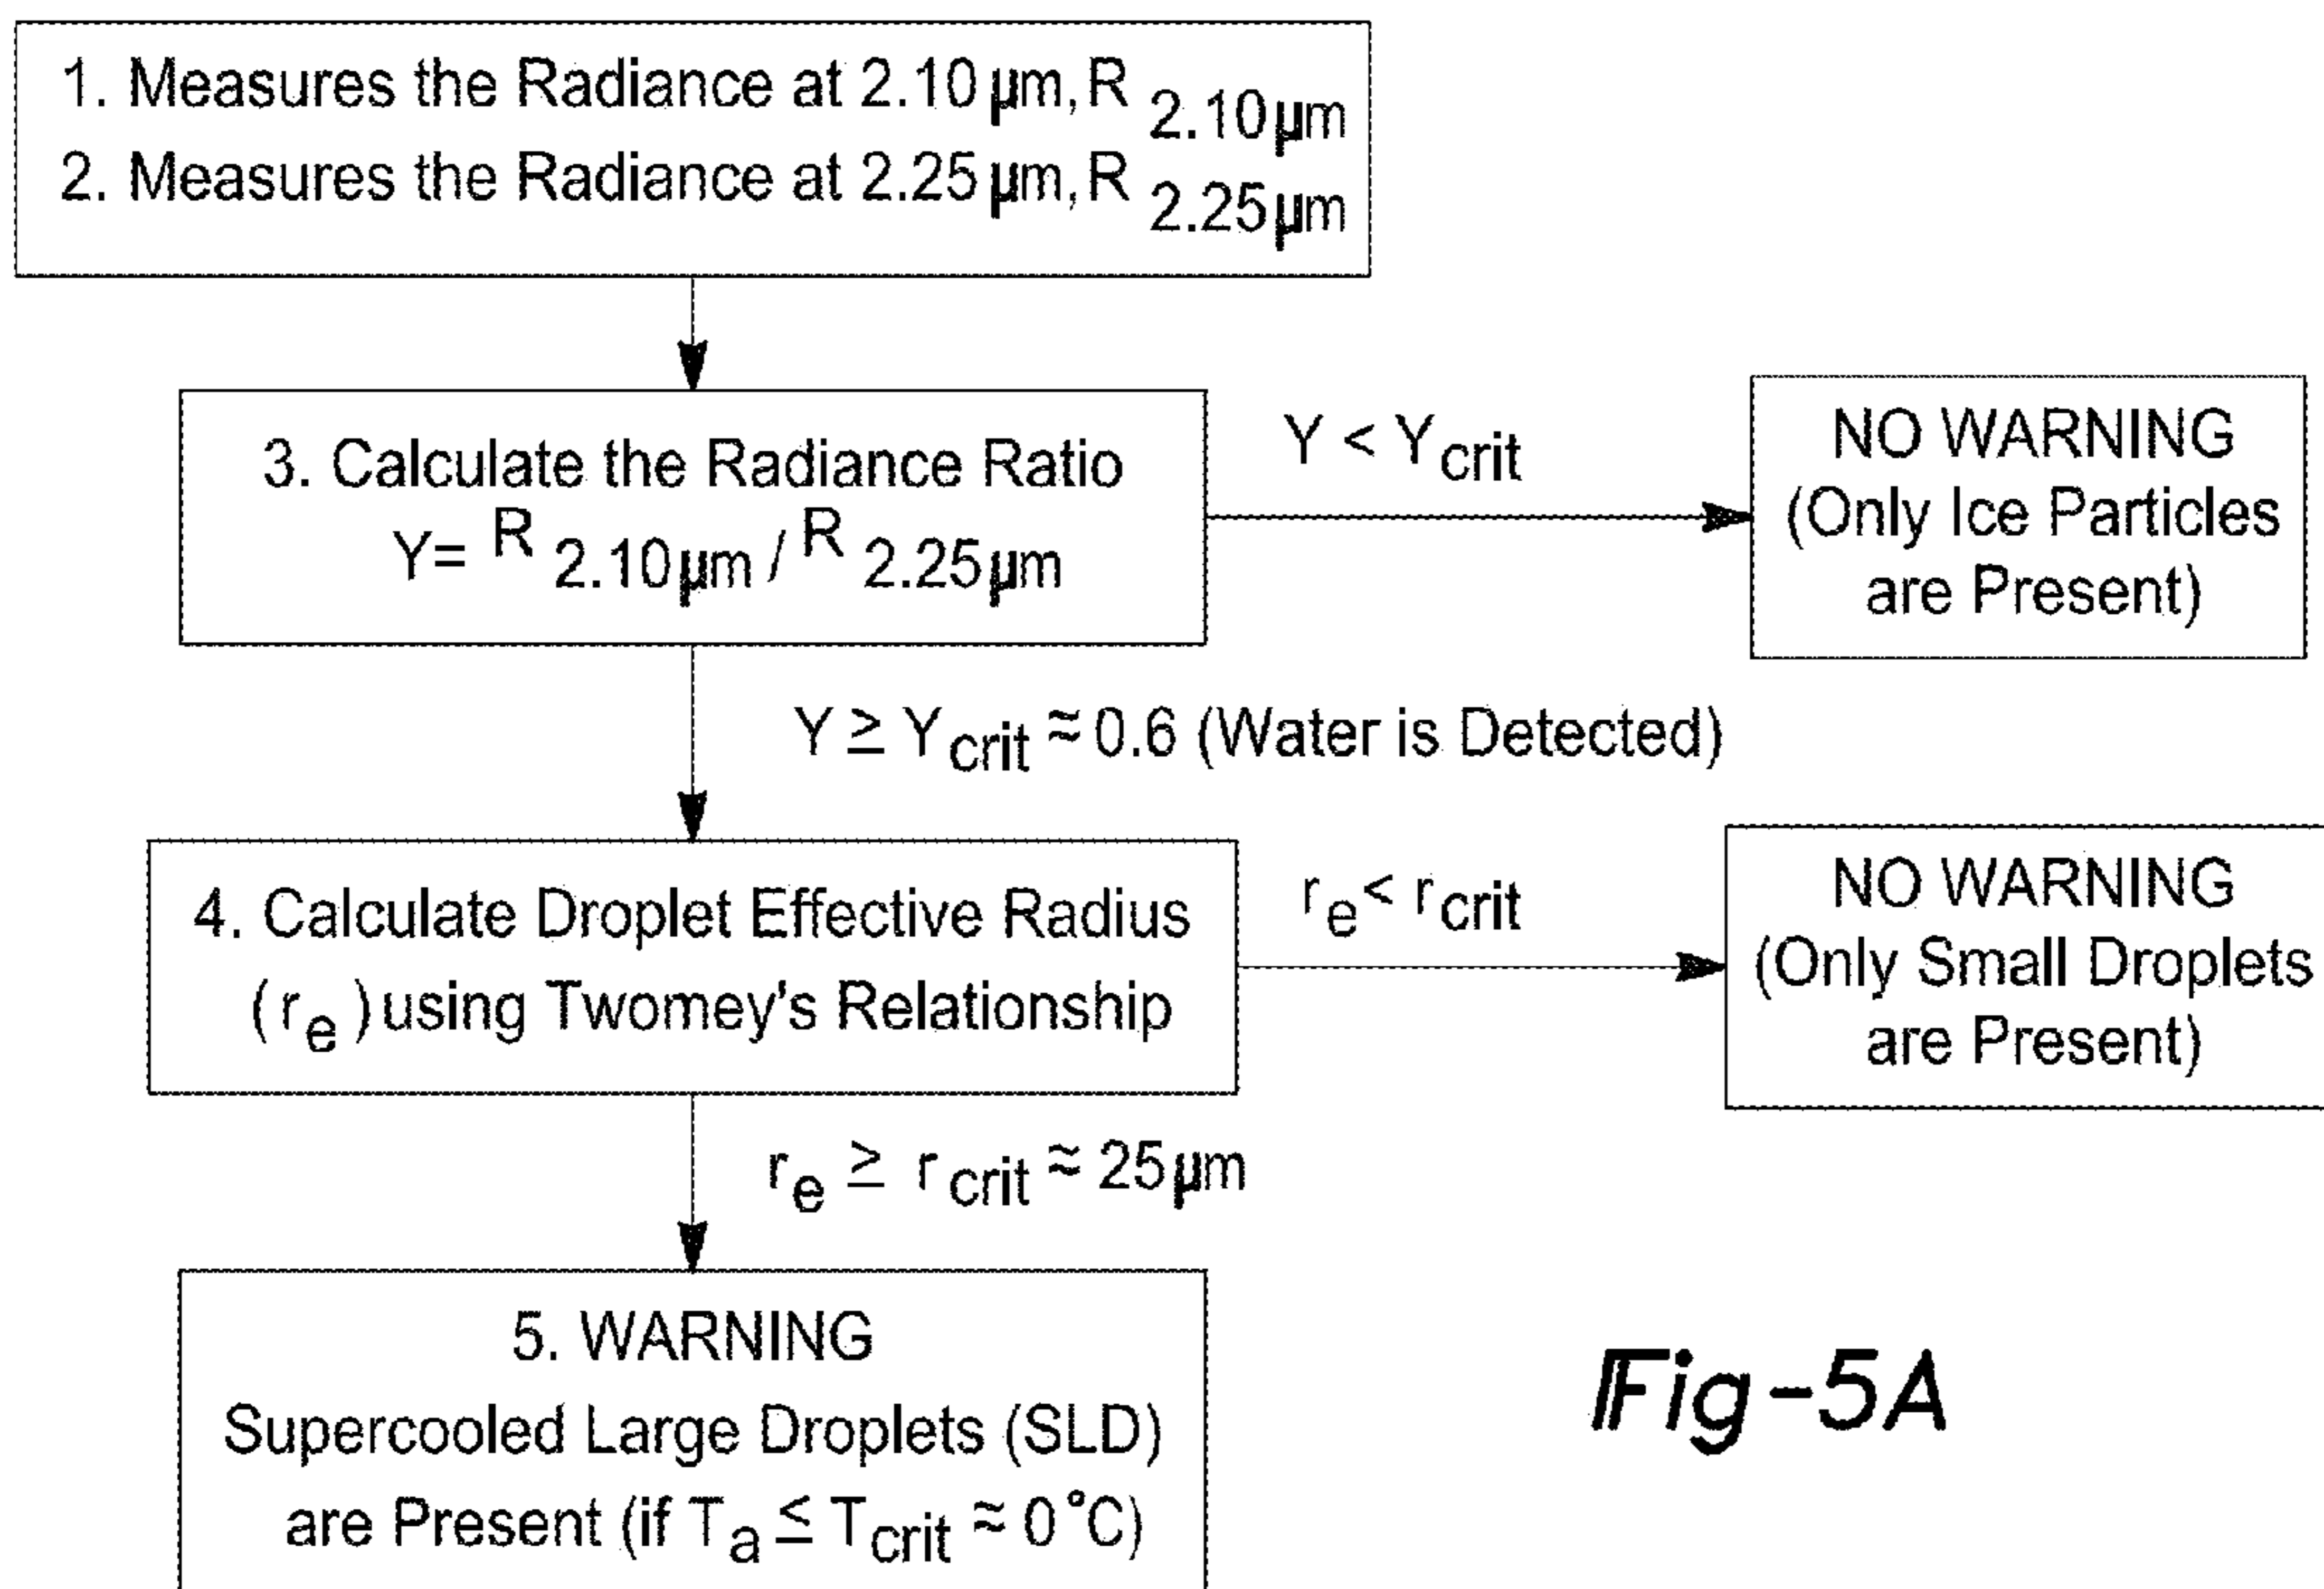 1. Measures the Radiance at 2.10 μm, R 2.10μm
2. Measures the Radiance at 2.25 μm, R 2.25μm
3. Calculate the Radiance Ratio
Y= R 2.10μm / R 2.25μm
Y < Ycrit
NO WARNING
(Only Ice Particles
are Present)
Y ≥ Ycrit ≈ 0.6 (Water is Detected)
4. Calculate Droplet Effective Radius
(re) using Twomey's Relationship
re < rcrit
NO WARNING
(Only Small Droplets
are Present)
re ≥ rcrit ≈ 25μm
5. WARNING
Supercooled Large Droplets (SLD)
are Present (if Ta ≤ Tcrit ≈ 0°C)
Fig-5A